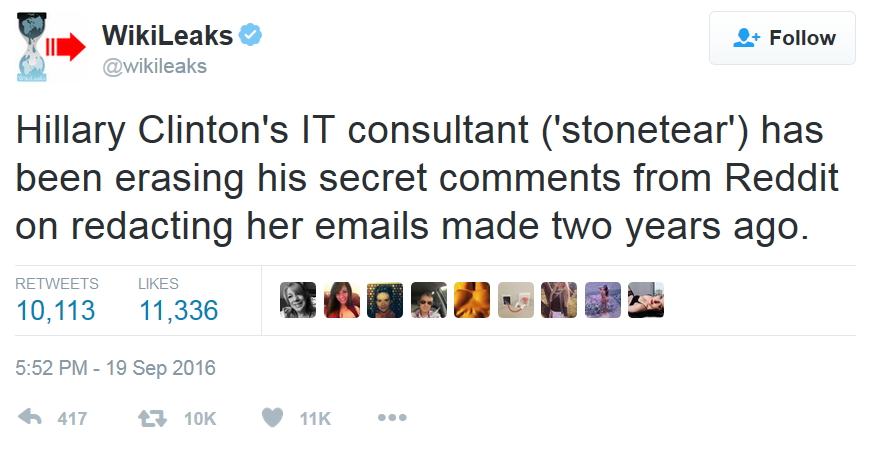 WikiLeaks
@wikileaks
Follow
Hillary Clinton's IT consultant ('stonetear') has
been erasing his secret comments from Reddit
on redacting her emails made two years ago.
RETWEETS LIKES
10,113 11,336
5:52 PM - 19 Sep 2016
417 10K 11K